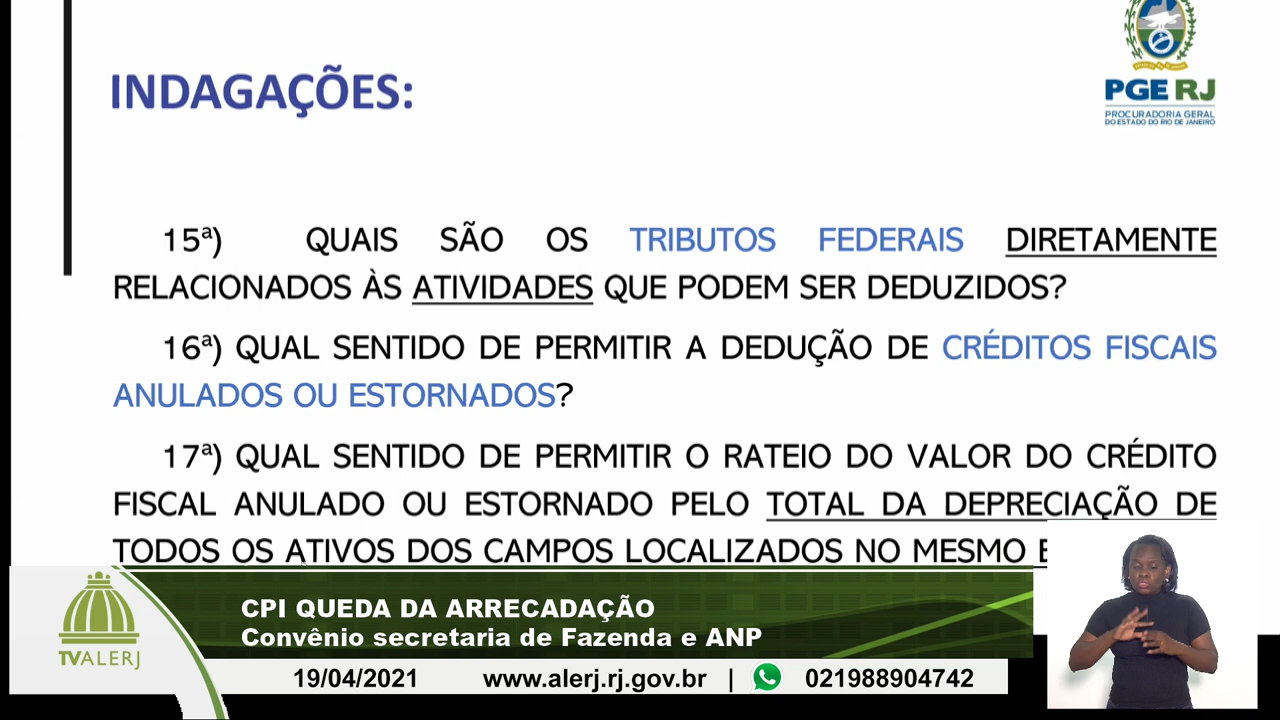 INDAGAÇÕES:
PGE RJ
PROCURADORIA GERAL
DO ESTADO DO RIO DE JANEIRO
15ª) QUAIS SÃO OS TRIBUTOS FEDERAIS DIRETAMENTE
RELACIONADOS ÀS ATIVIDADES QUE PODEM SER DEDUZIDOS?
16ª) QUAL SENTIDO DE PERMITIR A DEDUÇÃO DE CRÉDITOS FISCAIS
ANULADOS OU ESTORNADOS?
17ª) QUAL SENTIDO DE PERMITIR O RATEIO DO VALOR DO CRÉDITO
FISCAL ANULADO OU ESTORNADO PELO TOTAL DA DEPRECIAÇÃO DE
TODOS OS ATIVOS DOS CAMPOS LOCALIZADOS NO MESMO
CPI QUEDA DA ARRECADAÇÃO
Convênio secretaria de Fazenda e ANP
TVALERJ
19/04/2021 www.alerj.rj.gov.br | 021988904742